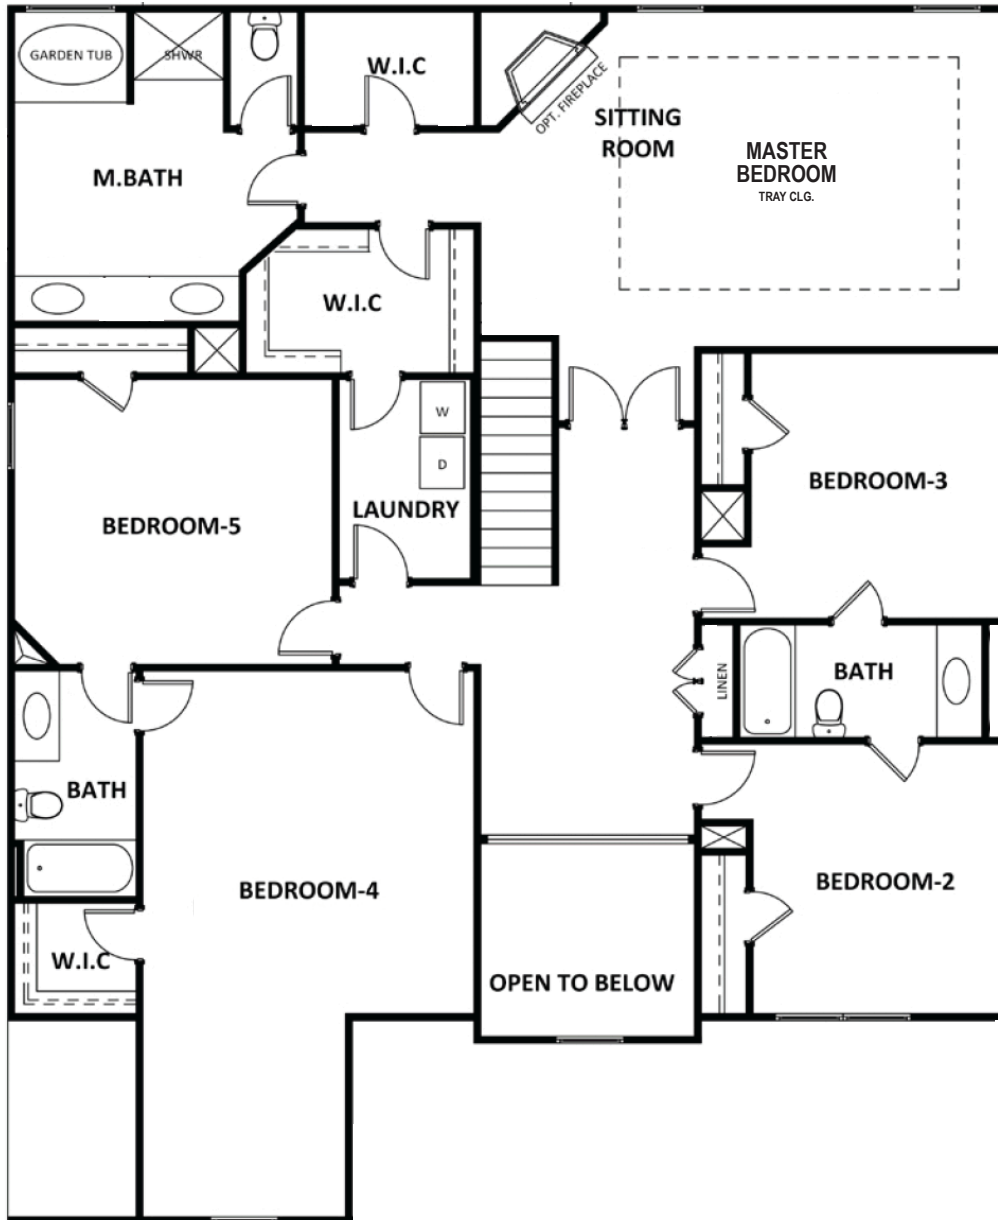 GARDEN TUB
SHWR
W.I.C
OPT. FIREPLACE
SITTING
ROOM
MASTER
BEDROOM
TRAY CLG.
M.BATH
W.I.C
W
D
LAUNDRY
BEDROOM-3
BEDROOM-5
LINEN
BATH
BATH
BEDROOM-4
BEDROOM-2
W.I.C
OPEN TO BELOW